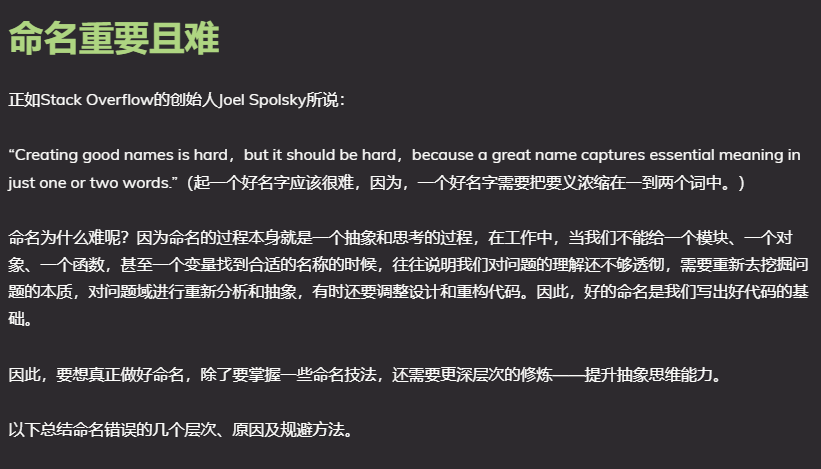 命名重要且难
正如Stack Overflow的创始人Joel Spolsky所说：
“Creating good names is hard，but it should be hard，because a great name captures essential meaning in
just one or two words.”（起一个好名字应该很难，因为，一个好名字需要把要义浓缩在一到两个词中。）
命名为什么难呢？因为命名的过程本身就是一个抽象和思考的过程，在工作中，当我们不能给一个模块、一个对
象、一个函数，甚至一个变量找到合适的名称的时候，往往说明我们对问题的理解还不够透彻，需要重新去挖掘问
题的本质，对问题域进行重新分析和抽象，有时还要调整设计和重构代码。因此，好的命名是我们写出好代码的基
础。
因此，要想真正做好命名，除了要掌握一些命名技法，还需要更深层次的修炼——提升抽象思维能力。
以下总结命名错误的几个层次、原因及规避方法。